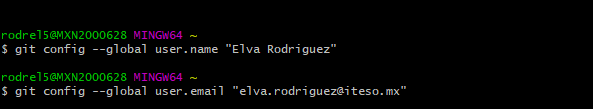 rodrel5@MXN2000628 MINGW64 ~
$ git config --global user.name "Elva Rodriguez"
rodrel5@MXN2000628 MINGW64 ~
$ git config --global user.email "elva.rodriguez@iteso.mx"